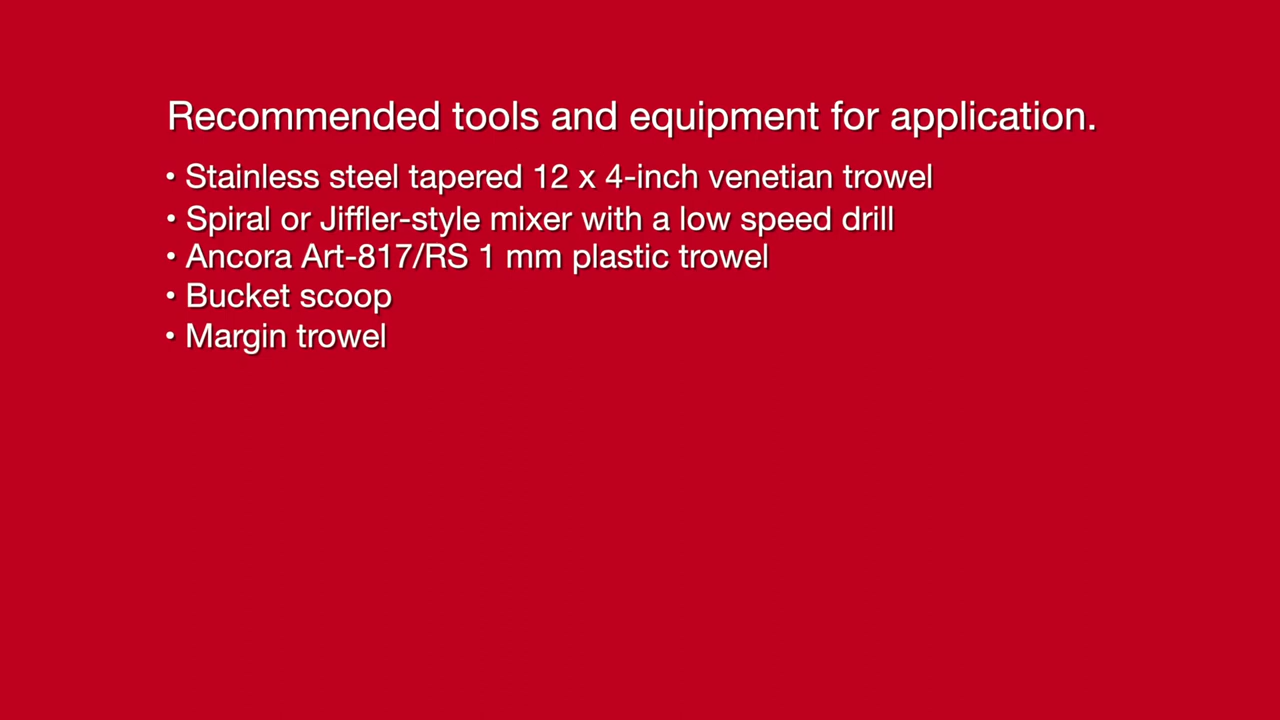 Recommended tools and equipment for application.
• Stainless steel tapered 12 x 4-inch venetian trowel
• Spiral or Jiffler-style mixer with a low speed drill
• Ancora Art-817/RS 1 mm plastic trowel
• Bucket scoop
• Margin trowel